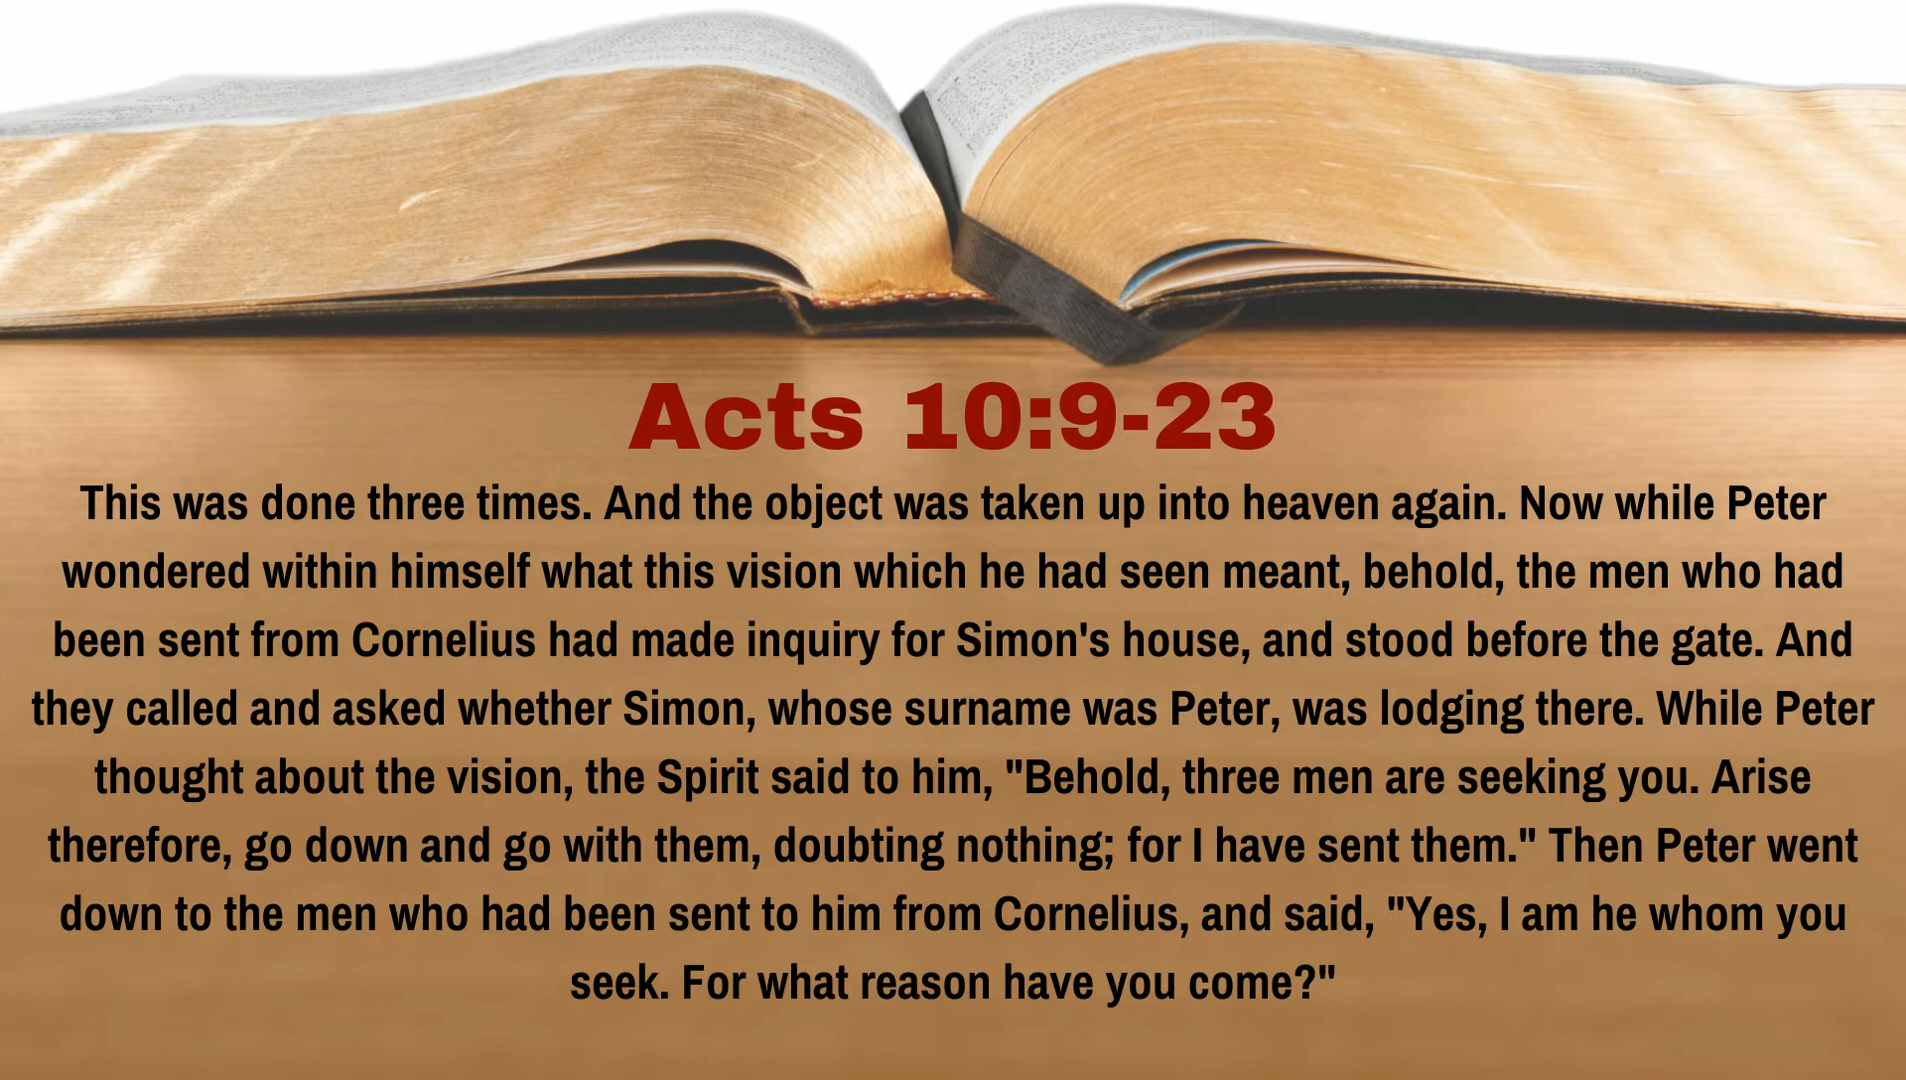 Acts 10:9-23
This was done three times. And the object was taken up into heaven again. Now while Peter
wondered within himself what this vision which he had seen meant, behold, the men who had
been sent from Cornelius had made inquiry for Simon's house, and stood before the gate. And
they called and asked whether Simon, whose surname was Peter, was lodging there. While Peter
thought about the vision, the Spirit said to him, "Behold, three men are seeking you. Arise
therefore, go down and go with them, doubting nothing; for I have sent them." Then Peter went
down to the men who had been sent to him from Cornelius, and said, "Yes, I am he whom you
seek. For what reason have you come?"